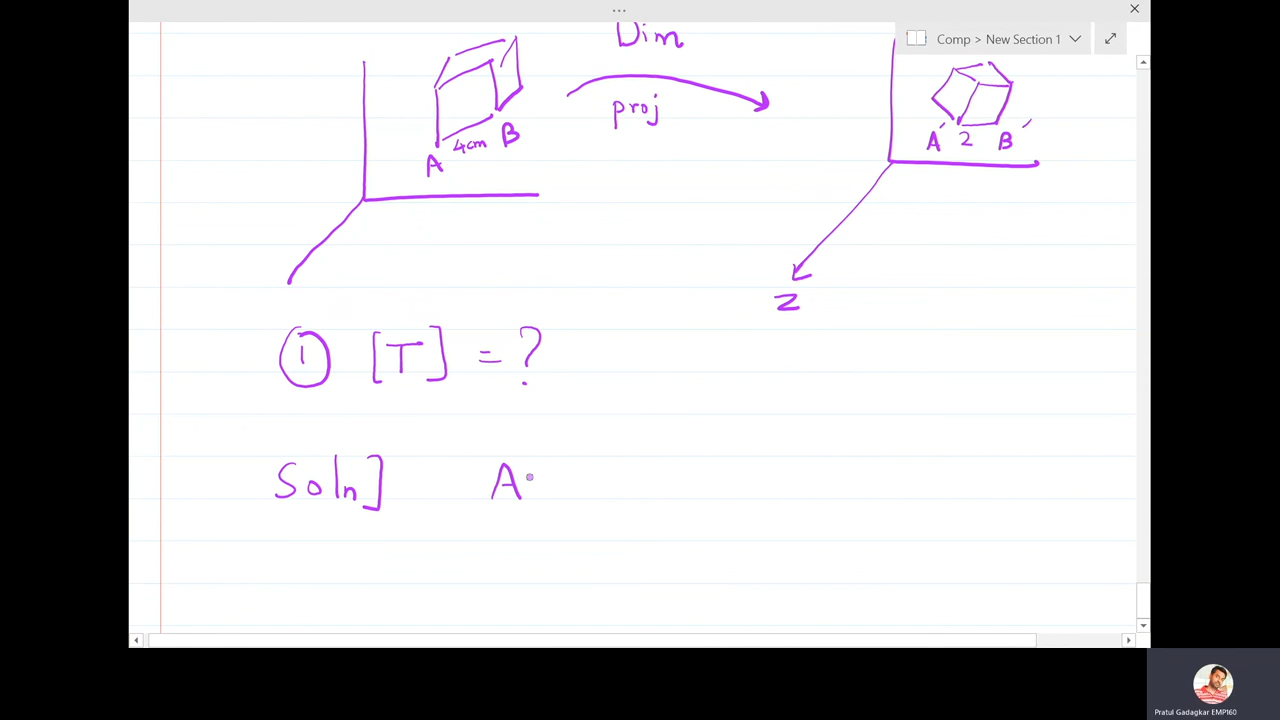 Dim
Comp > New Section 1
proj
4cm
B
A
A' 2 B'
Z
① [T] = ?
Soln] A
Pratul Gadagkar EMP160